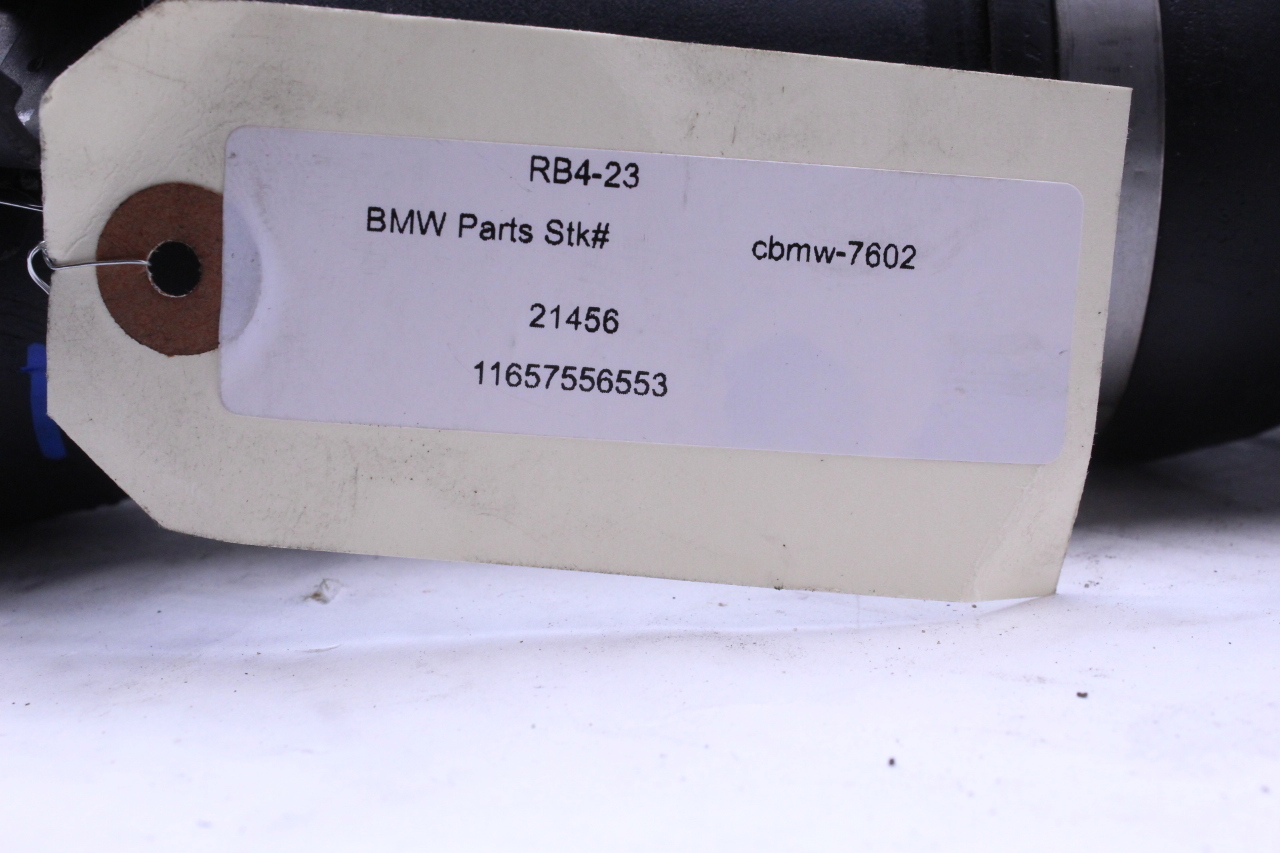 RB4-23
BMW Parts Stk# cbmw-7602
21456
11657556553